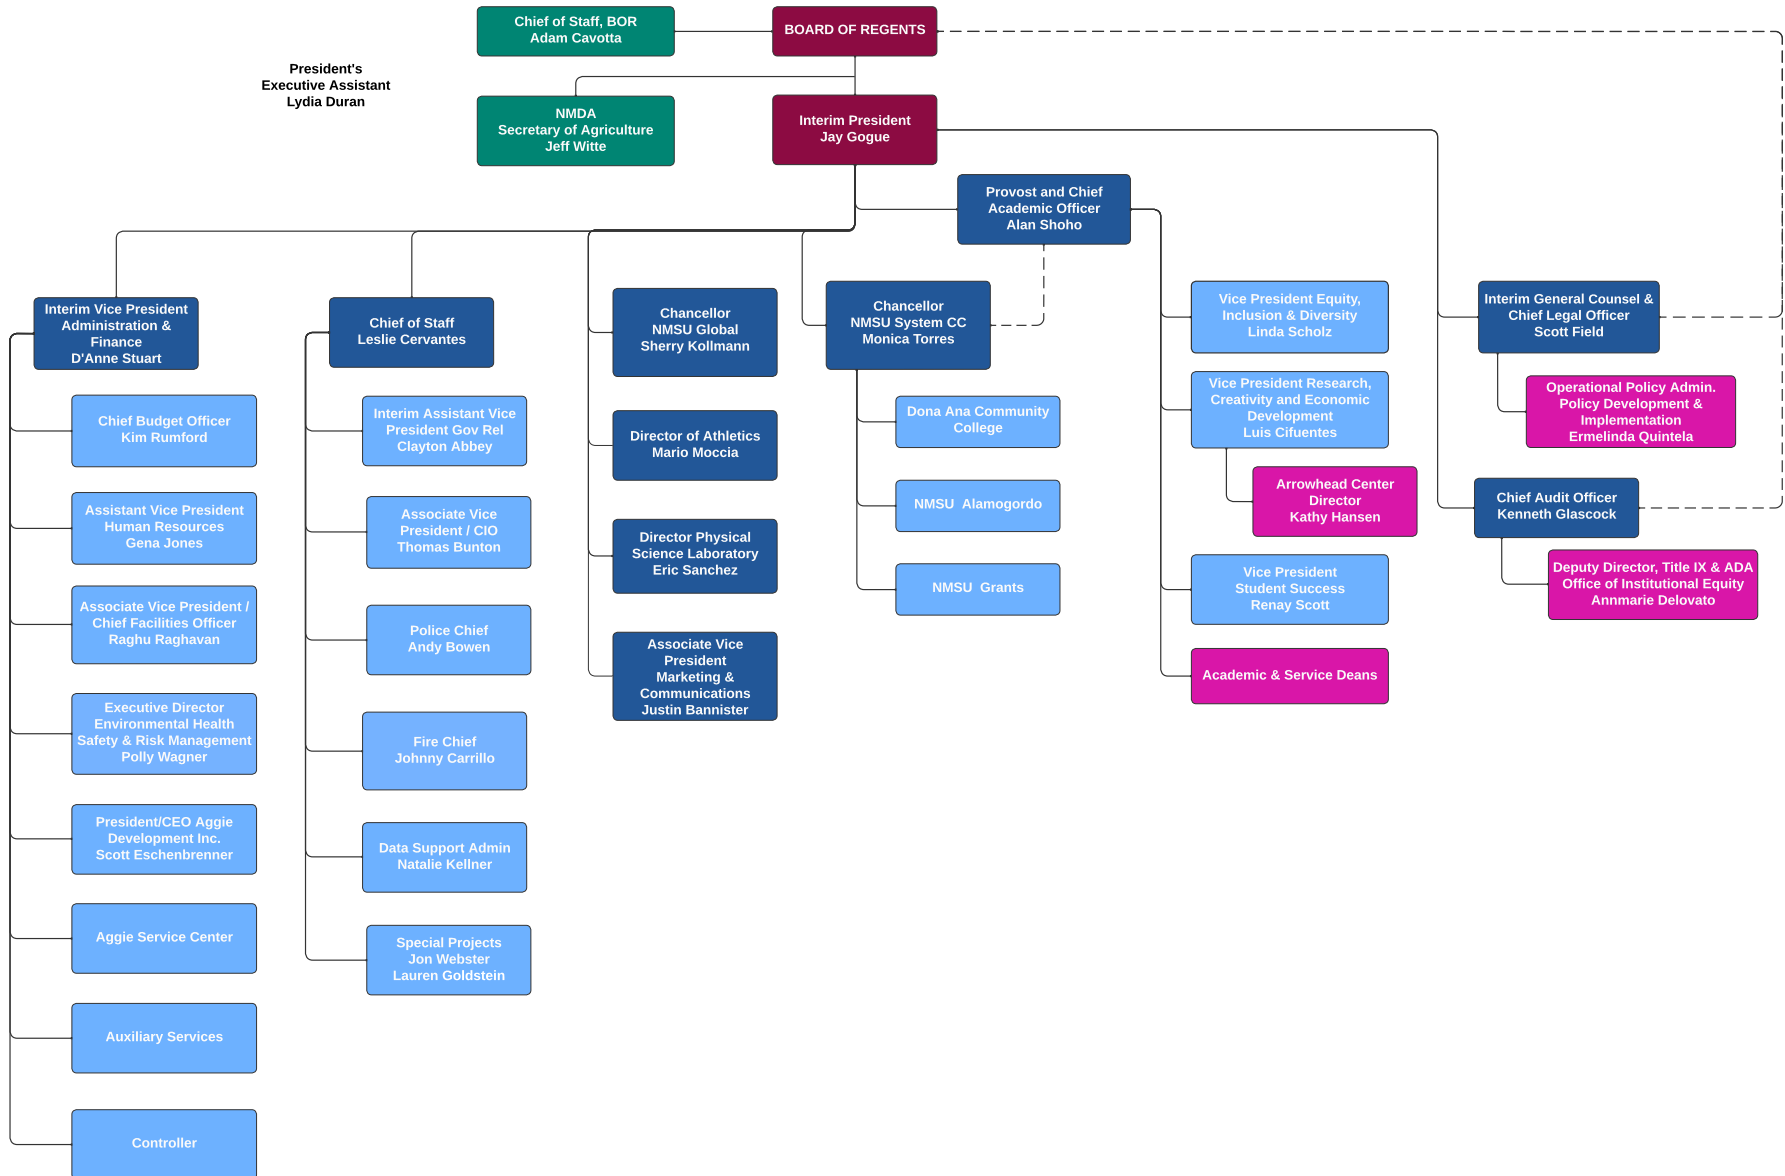 Chief of Staff, BOR
Adam Cavotta
BOARD OF REGENTS
President's
Executive Assistant
Lydia Duran
NMDA
Secretary of Agriculture
Jeff Witte
Interim President
Jay Gogue
Provost and Chief
Academic Officer
Alan Shoho
Interim Vice President
Administration &
Finance
D'Anne Stuart
Chief Budget Officer
Kim Rumford
Assistant Vice President
Human Resources
Gena Jones
Associate Vice President /
Chief Facilities Officer
Raghu Raghavan
Executive Director
Environmental Health
Safety & Risk Management
Polly Wagner
President/CEO Aggie
Development Inc.
Scott Eschenbrenner
Aggie Service Center
Auxiliary Services
Controller
Chief of Staff
Leslie Cervantes
Interim Assistant Vice
President Gov Rel
Clayton Abbey
Associate Vice
President / CIO
Thomas Bunton
Police Chief
Andy Bowen
Fire Chief
Johnny Carrillo
Data Support Admin
Natalie Kellner
Special Projects
Jon Webster
Lauren Goldstein
Chancellor
NMSU Global
Sherry Kollmann
Director of Athletics
Mario Moccia
Director Physical
Science Laboratory
Eric Sanchez
Associate Vice
President
Marketing &
Communications
Justin Bannister
Chancellor
NMSU System CC
Monica Torres
Dona Ana Community
College
NMSU  Alamogordo
NMSU  Grants
Vice President Equity,
Inclusion & Diversity
Linda Scholz
Vice President Research,
Creativity and Economic
Development
Luis Cifuentes
Arrowhead Center
Director
Kathy Hansen
Vice President
Student Success
Renay Scott
Academic & Service Deans
Interim General Counsel &
Chief Legal Officer
Scott Field
Operational Policy Admin.
Policy Development &
Implementation
Ermelinda Quintela
Chief Audit Officer
Kenneth Glascock
Deputy Director, Title IX & ADA
Office of Institutional Equity
Annmarie Delovato